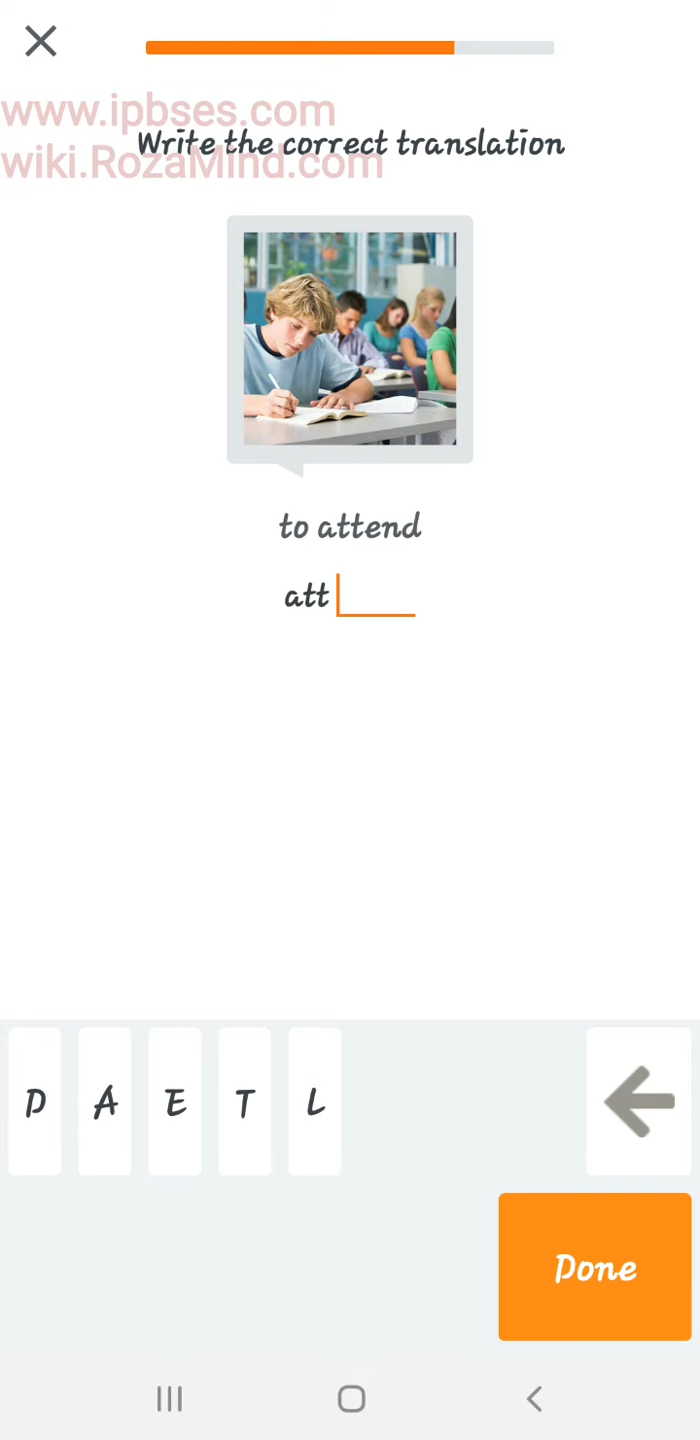 www.ipbses.com
wiki.RozaMind.com
Write the correct translation
to attend
att
D A E T L
Done